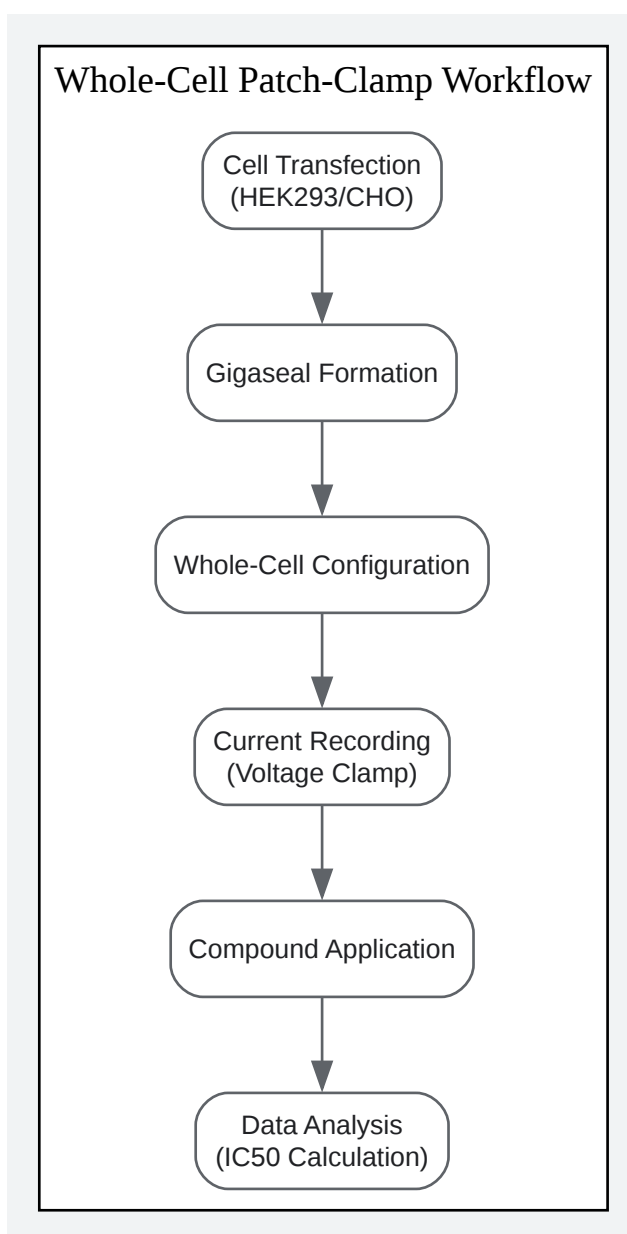 Whole-Cell Patch-Clamp Workflow
Cell Transfection
(HEK293/CHO)
Gigaseal Formation
Whole-Cell Configuration
Current Recording
(Voltage Clamp)
Compound Application
Data Analysis
(IC50 Calculation)